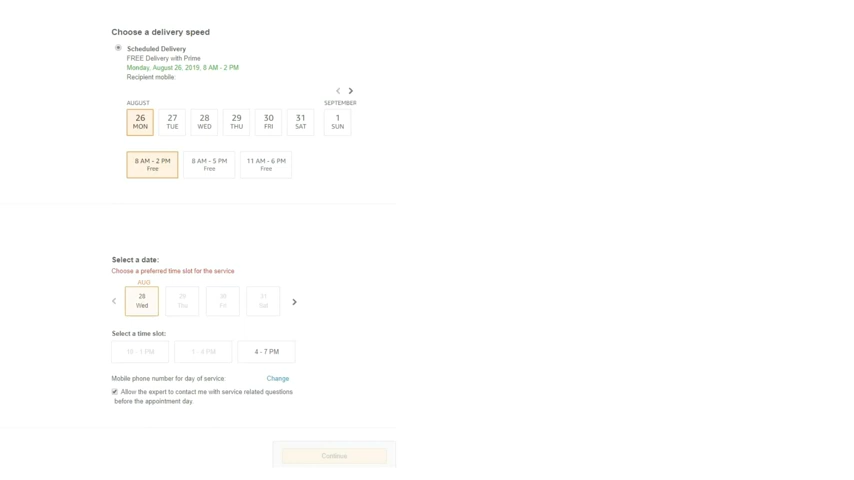 Choose a delivery speed
Scheduled Delivery
FREE Delivery with Prime
Monday, August 26, 2019, 8 AM - 2 PM
Recipient mobile:
AUGUST SEPTEMBER
26 27 28 29 30 31 1
MON TUE WED THU FRI SAT SUN
8 AM - 2 PM 8 AM - 5 PM 11 AM - 6 PM
Free Free Free
Select a date:
Choose a preferred time slot for the service
AUG
28 29 30 31
Wed Thu Fri Sat
Select a time slot:
10 - 1 PM 1 - 4 PM 4 - 7 PM
Mobile phone number for day of service: Change
Allow the expert to contact me with service related questions
before the appointment day.
Continue